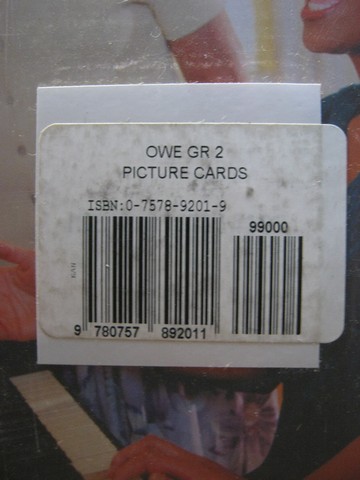 OWE GR 2
PICTURE CARDS
ISBN:0-7578-9201-9
99000
9 780757 892011